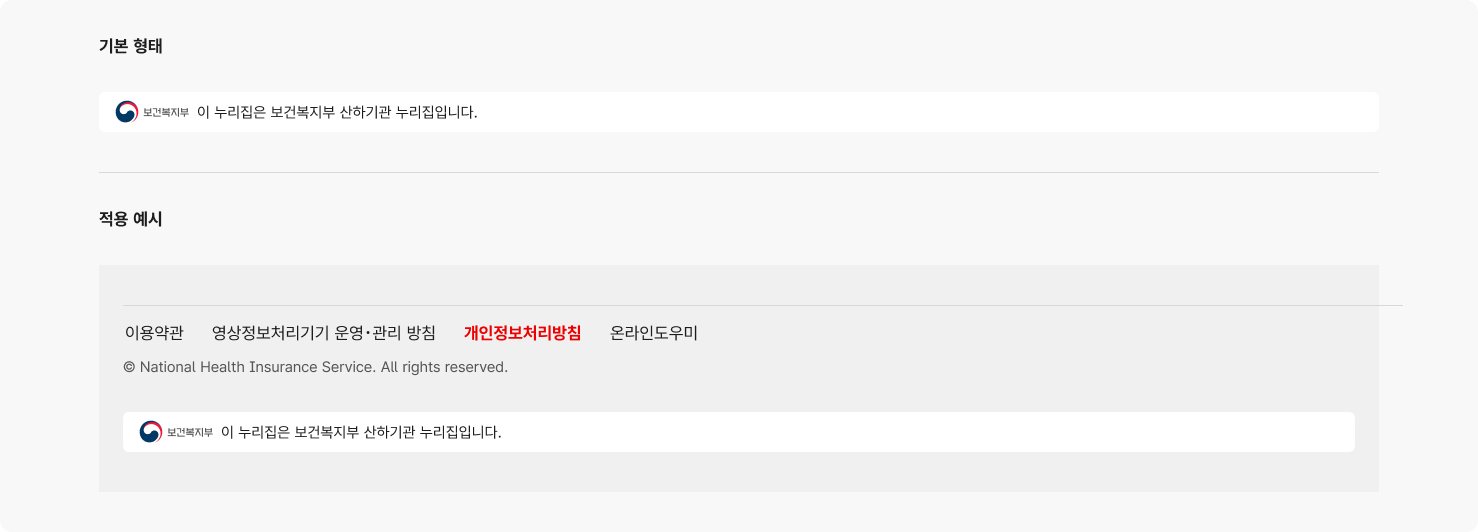 기본 형태
보건복지부 이 누리집은 보건복지부 산하기관 누리집입니다.
적용 예시
이용약관 영상정보처리기기 운영·관리 방침 개인정보처리방침 온라인도우미
© National Health Insurance Service. All rights reserved.
보건복지부 이 누리집은 보건복지부 산하기관 누리집입니다.